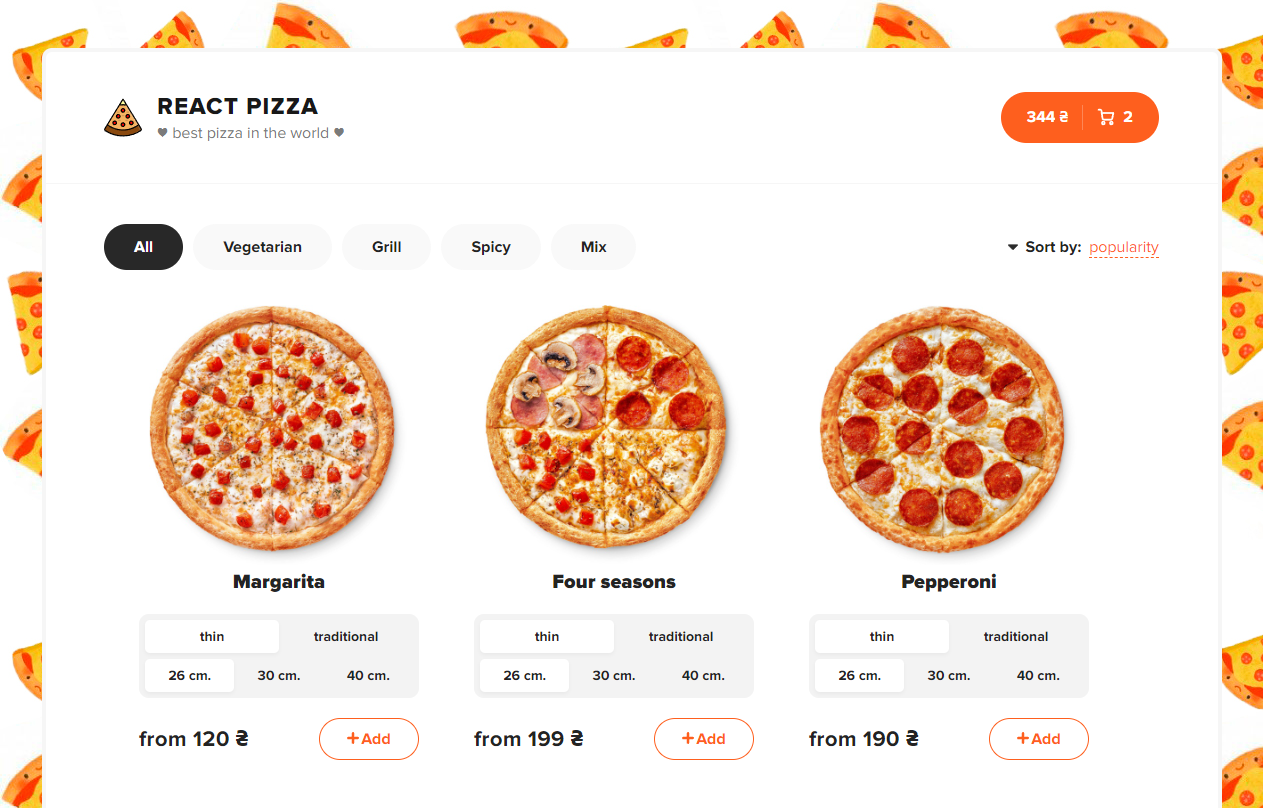 REACT PIZZA
♥ best pizza in the world ♥
344 ₴ 2
All Vegetarian Grill Spicy Mix
Sort by: popularity
Margarita
thin traditional
26 cm. 30 cm. 40 cm.
from 120 ₴ +Add
Four seasons
thin traditional
26 cm. 30 cm. 40 cm.
from 199 ₴ +Add
Pepperoni
thin traditional
26 cm. 30 cm. 40 cm.
from 190 ₴ +Add